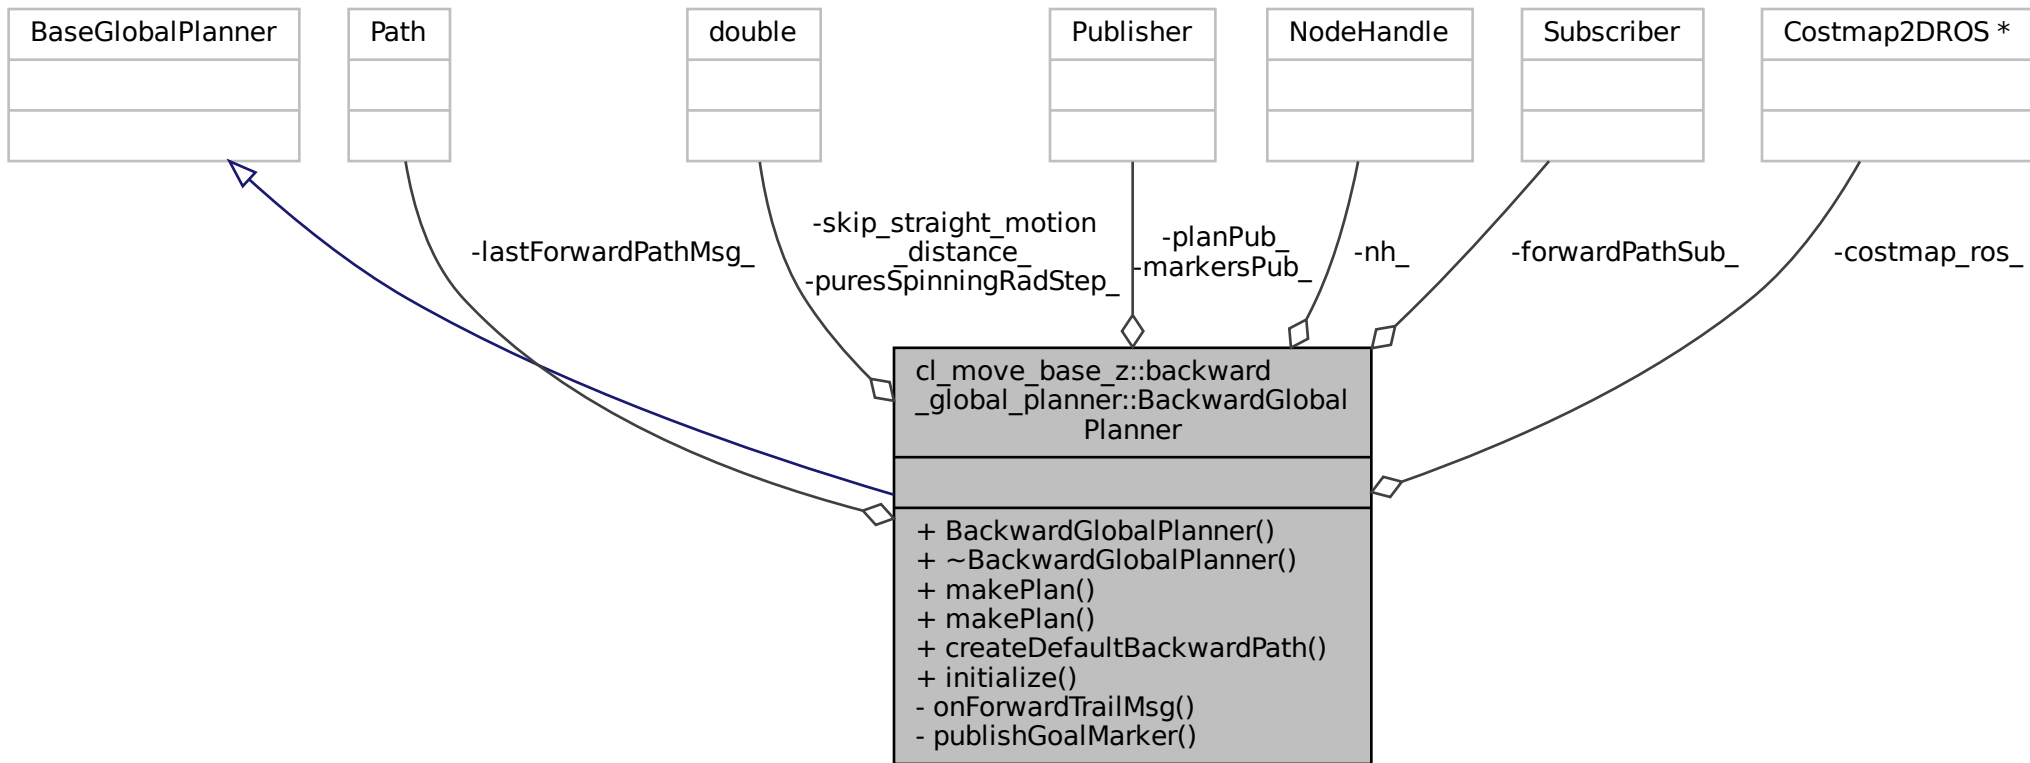 BaseGlobalPlanner
Path
double
Publisher
NodeHandle
Subscriber
Costmap2DROS *
-lastForwardPathMsg_
-skip_straight_motion
_distance_
-puresSpinningRadStep_
-planPub_
-markersPub_
-nh_
-forwardPathSub_
-costmap_ros_
cl_move_base_z::backward
_global_planner::BackwardGlobal
Planner
+ BackwardGlobalPlanner()
+ ~BackwardGlobalPlanner()
+ makePlan()
+ makePlan()
+ createDefaultBackwardPath()
+ initialize()
- onForwardTrailMsg()
- publishGoalMarker()